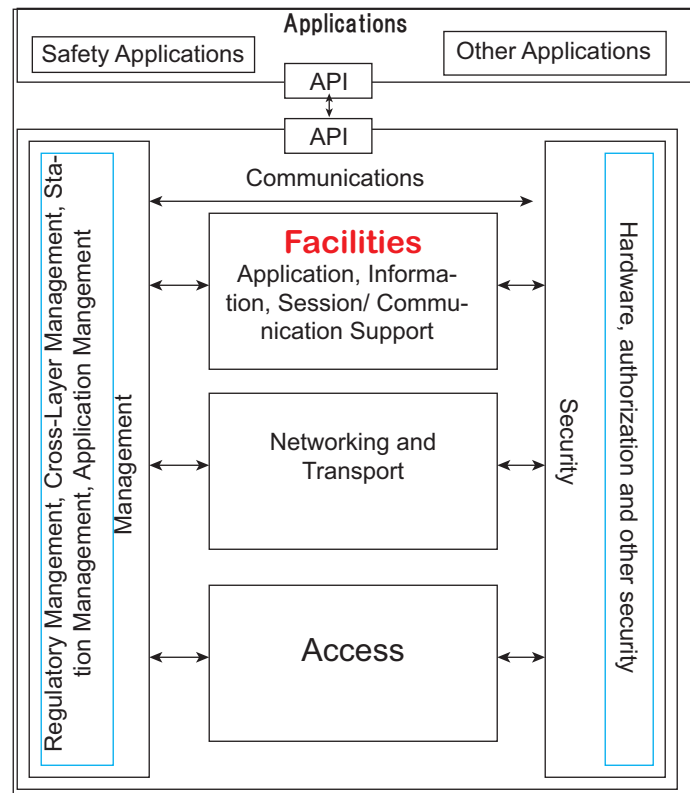 Applications
Safety Applications
Other Applications
API
API
Communications
Regulatory Mangement, Cross-Layer Management, Sta-
tion Management, Application Mangement
Management
Facilities
Application, Informa-
tion, Session/ Commu-
nication Support
Networking and
Transport
Access
Security
Hardware, authorization and other security